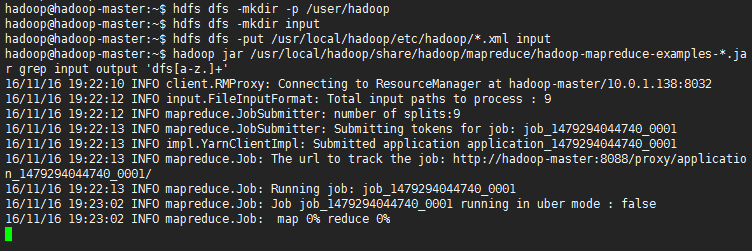 hadoop@hadoop-master:~$ hdfs dfs -mkdir -p /user/hadoop
hadoop@hadoop-master:~$ hdfs dfs -mkdir input
hadoop@hadoop-master:~$ hdfs dfs -put /usr/local/hadoop/etc/hadoop/*.xml input
hadoop@hadoop-master:~$ hadoop jar /usr/local/hadoop/share/hadoop/mapreduce/hadoop-mapreduce-examples-*.ja
r grep input output 'dfs[a-z.]+'
16/11/16 19:22:10 INFO client.RMProxy: Connecting to ResourceManager at hadoop-master/10.0.1.138:8032
16/11/16 19:22:12 INFO input.FileInputFormat: Total input paths to process : 9
16/11/16 19:22:12 INFO mapreduce.JobSubmitter: number of splits:9
16/11/16 19:22:13 INFO mapreduce.JobSubmitter: Submitting tokens for job: job_1479294044740_0001
16/11/16 19:22:13 INFO impl.YarnClientImpl: Submitted application application_1479294044740_0001
16/11/16 19:22:13 INFO mapreduce.Job: The url to track the job: http://hadoop-master:8088/proxy/applicatio
n_1479294044740_0001/
16/11/16 19:22:13 INFO mapreduce.Job: Running job: job_1479294044740_0001
16/11/16 19:23:02 INFO mapreduce.Job: Job job_1479294044740_0001 running in uber mode : false
16/11/16 19:23:02 INFO mapreduce.Job:  map 0% reduce 0%